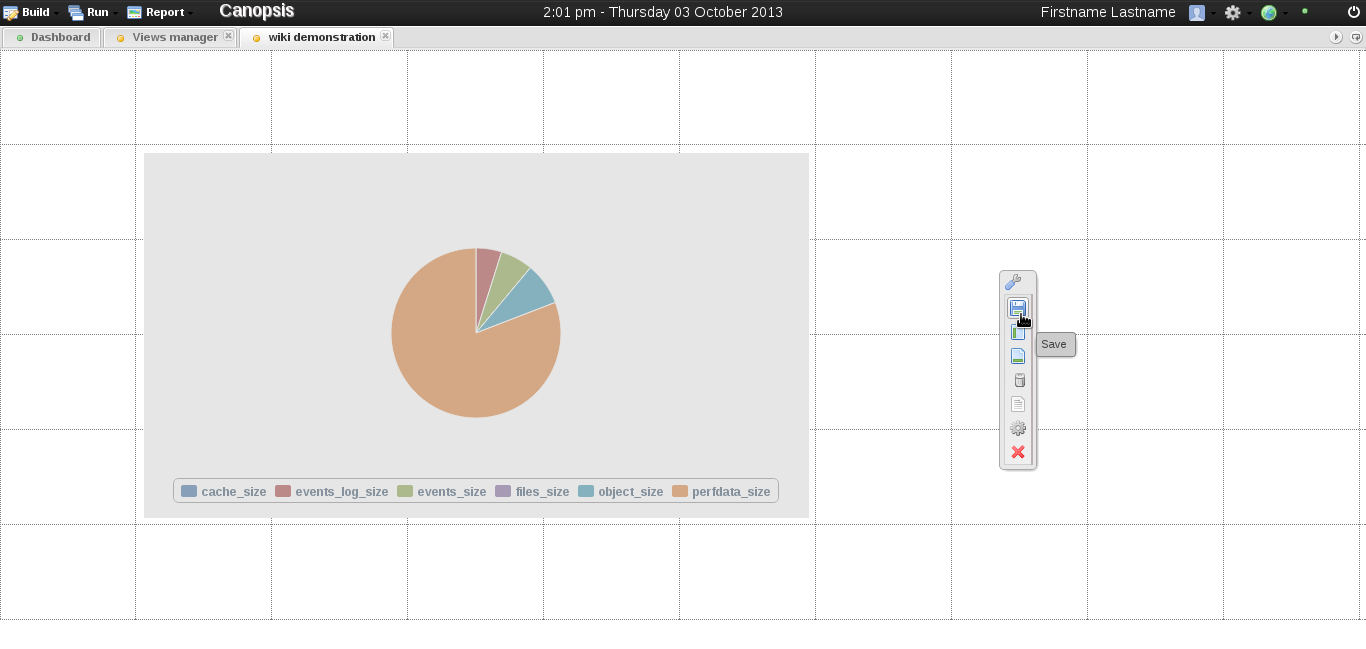 Build Run Report Canopsis 2:01 pm - Thursday 03 October 2013 Firstname Lastname
Dashboard Views manager wiki demonstration
Save
cache_size events_log_size events_size files_size object_size perfdata_size